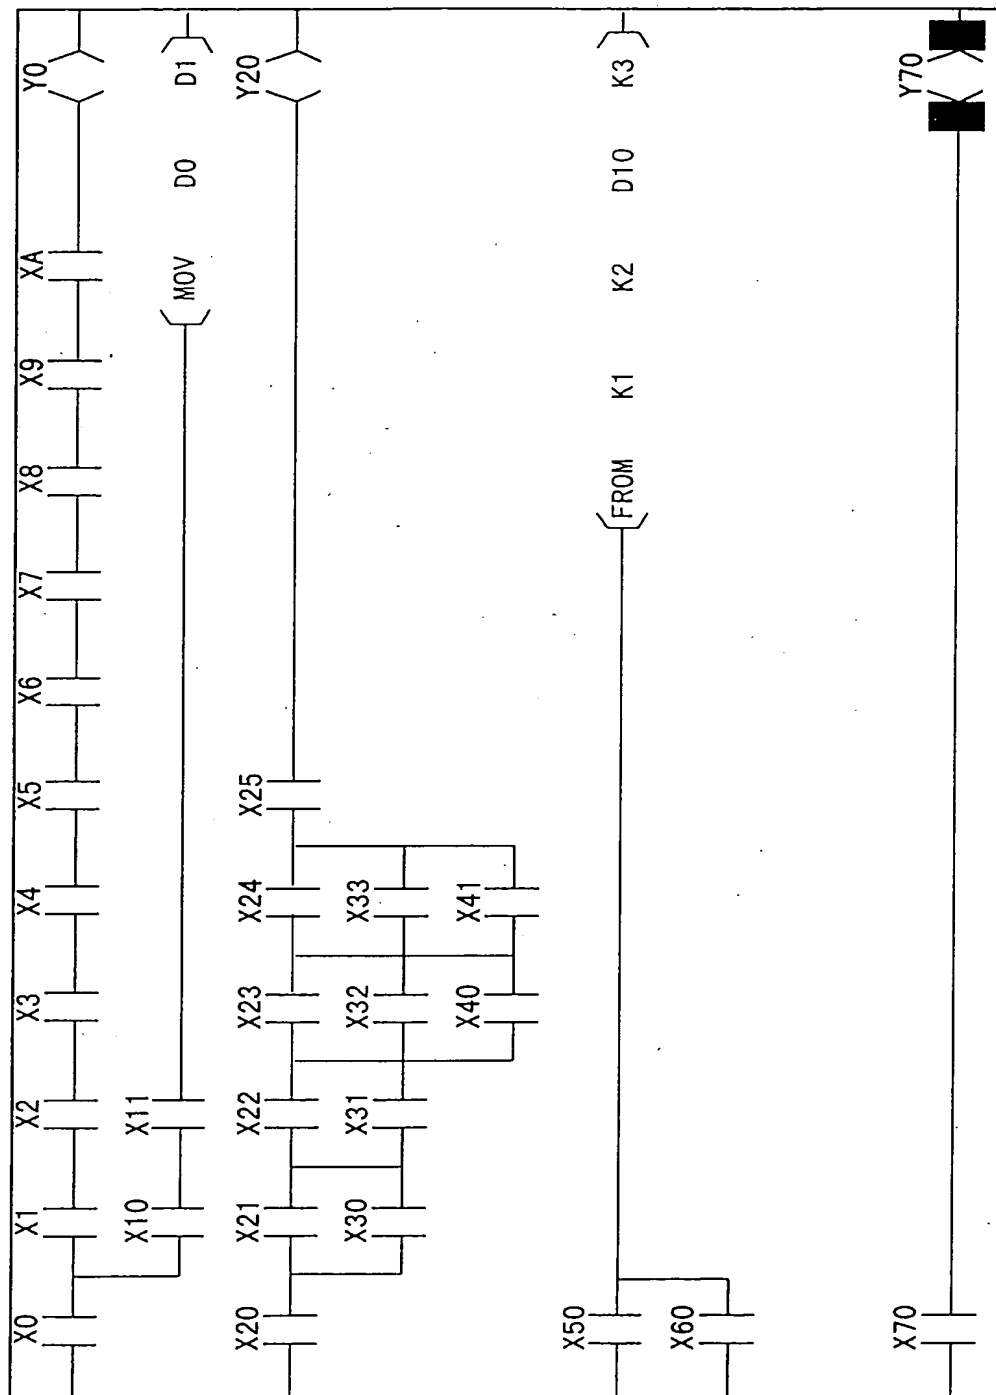 X0 X1 X2 X3 X4 X5 X6 X7 X8 X9 XA Y0
X10 X11 MOV D0 D1
X20 X21 X22 X23 X24 X25 Y20
X30 X31 X32 X33
X40 X41
X50 FROM K1 K2 D10 K3
X60
X70 Y70